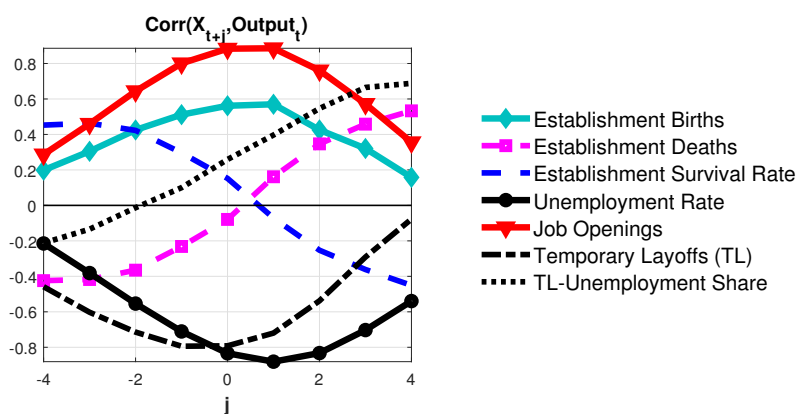 Corr(X_{t+j},Output_t)
0.8
0.6
0.4
0.2
0
-0.2
-0.4
-0.6
-0.8
-4 -2 0 2 4
j
Establishment Births
Establishment Deaths
Establishment Survival Rate
Unemployment Rate
Job Openings
Temporary Layoffs (TL)
TL-Unemployment Share